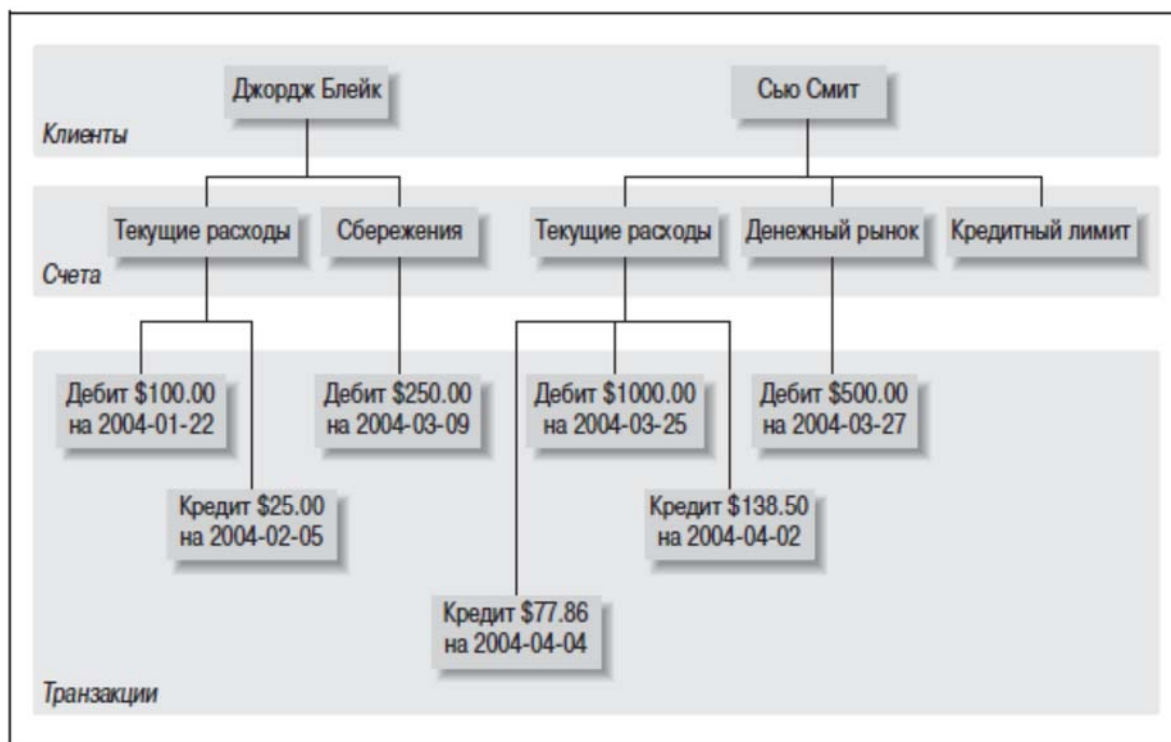 Джордж Блейк
Сью Смит
Клиенты
Текущие расходы
Сбережения
Текущие расходы
Денежный рынок
Кредитный лимит
Счета
Дебит $100.00
на 2004-01-22
Дебит $250.00
на 2004-03-09
Дебит $1000.00
на 2004-03-25
Дебит $500.00
на 2004-03-27
Кредит $25.00
на 2004-02-05
Кредит $138.50
на 2004-04-02
Кредит $77.86
на 2004-04-04
Транзакции